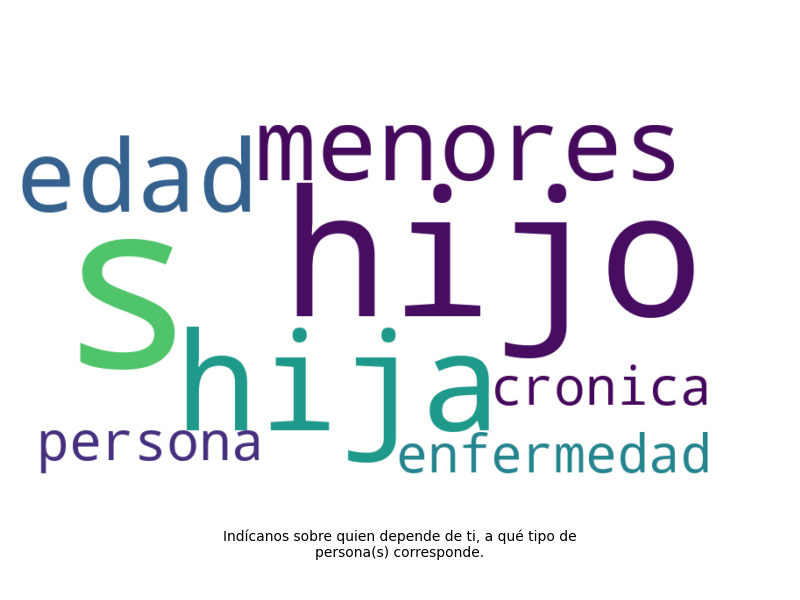 menores
edad
hijo
s
hija
cronica
persona
enfermedad
Indícanos sobre quien depende de ti, a qué tipo de
persona(s) corresponde.